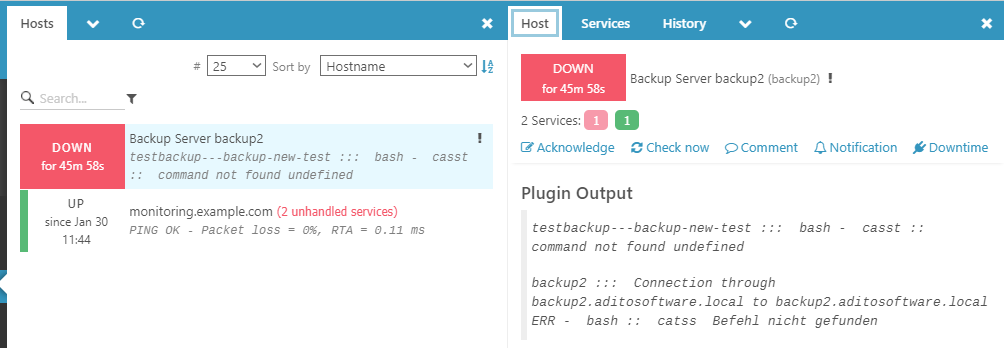 Hosts
# 25 Sort by Hostname
Search...
DOWN
for 45m 58s
Backup Server backup2
testbackup---backup-new-test ::: bash - casst
:: command not found undefined
UP
since Jan 30
11:44
monitoring.example.com (2 unhandled services)
PING OK - Packet loss = 0%, RTA = 0.11 ms
Host Services History
DOWN
for 45m 58s
Backup Server backup2 (backup2)
2 Services: 1 1
Acknowledge Check now Comment Notification Downtime
Plugin Output
testbackup---backup-new-test ::: bash - casst ::
command not found undefined
backup2 ::: Connection through
backup2.aditosoftware.local to backup2.aditosoftware.local
ERR - bash :: catss Befehl nicht gefunden